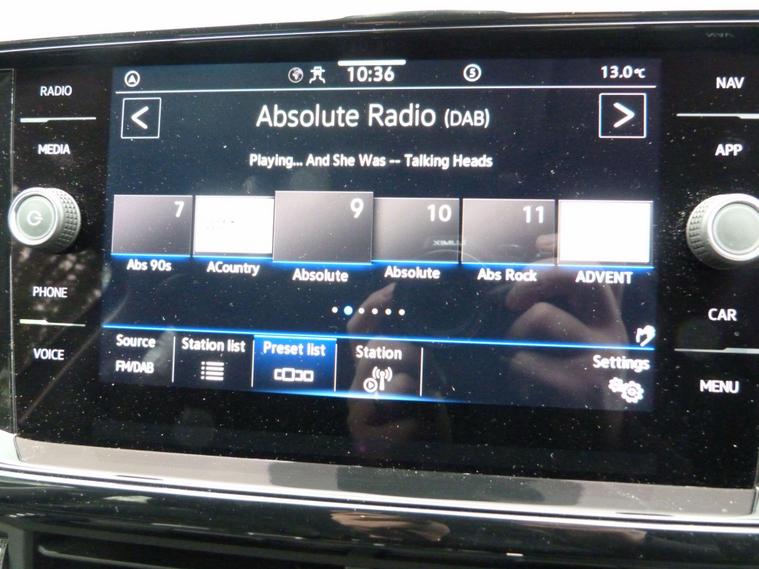 RADIO
MEDIA
PHONE
VOICE
10:36
13.0°C
Absolute Radio (DAB)
Playing... And She Was -- Talking Heads
7
9
10
11
Abs 90s
ACountry
Absolute
Absolute
Abs Rock
ADVENT
Source
FM/DAB
Station list
Preset list
Station
Settings
NAV
APP
CAR
MENU